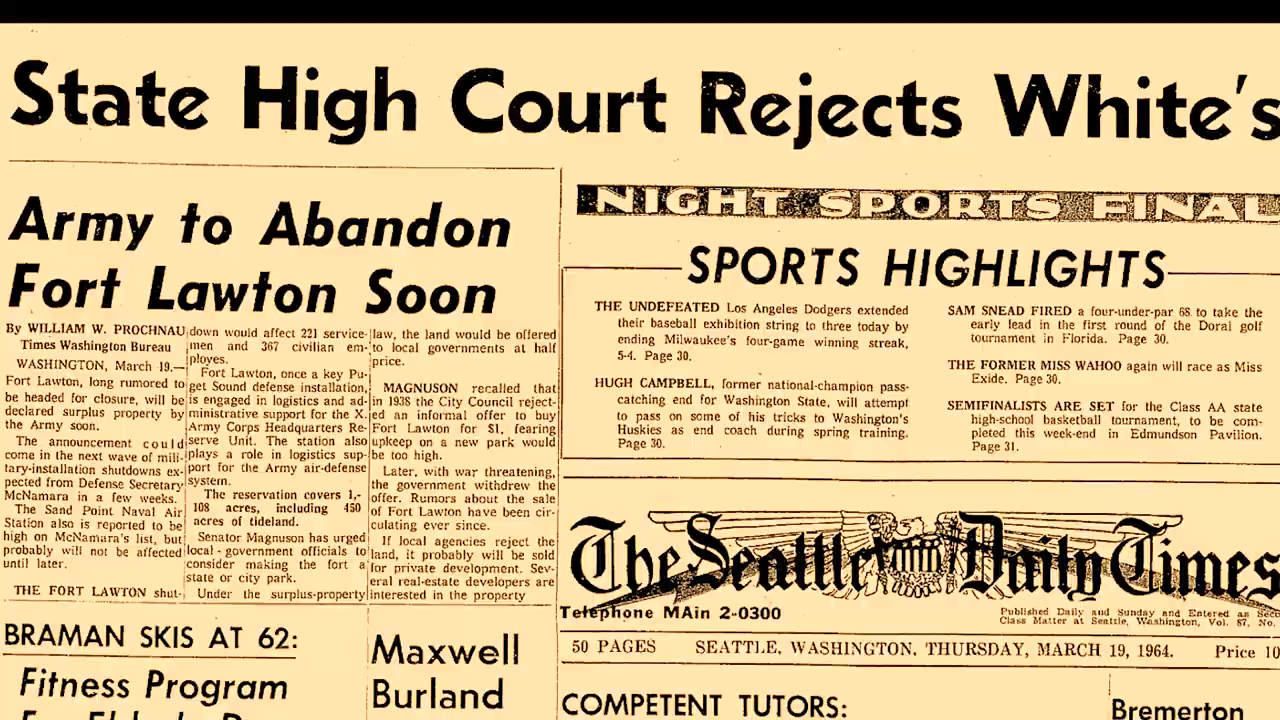 State High Court Rejects White's
Army to Abandon
Fort Lawton Soon
By WILLIAM W. PROCHNAU
Times Washington Bureau
WASHINGTON, March 19.—
Fort Lawton, long rumored to
be headed for closure, will be
declared surplus property by
the Army soon.
The announcement could
come in the next wave of mili-
tary-installation shutdowns ex-
pected from Defense Secretary
McNamara in a few weeks.
The Sand Point Naval Air
Station also is reported to be
high on McNamara's list, but
probably will not be affected
until later.
THE FORT LAWTON shut-
down would affect 221 service-
men and 367 civilian em-
ployes.
Fort Lawton, once a key Pu-
get Sound defense installation,
is engaged in logistics and ad-
ministrative support for the X.
Army Corps Headquarters Re-
serve Unit. The station also
plays a role in logistics sup-
port for the Army air-defense
system.
The reservation covers 1,-
108 acres, including 450
acres of tideland.
Senator Magnuson has urged
local-government officials to
consider making the fort a
state or city park.
Under the surplus-property
law, the land would be offered
to local governments at half
price.
MAGNUSON recalled that
in 1938 the City Council reject-
ed an informal offer to buy
Fort Lawton for $1, fearing
upkeep on a new park would
be too high.
Later, with war threatening,
the government withdrew the
offer. Rumors about the sale
of Fort Lawton have been cir-
culating ever since.
If local agencies reject the
land, it probably will be sold
for private development. Sev-
eral real-estate developers are
interested in the property
NIGHT SPORTS FINAL
SPORTS HIGHLIGHTS
THE UNDEFEATED Los Angeles Dodgers extended
their baseball exhibition string to three today by
ending Milwaukee's four-game winning streak,
5-4. Page 30.
HUGH CAMPBELL, former national-champion pass-
catching end for Washington State, will attempt
to pass on some of his tricks to Washington's
Huskies as end coach during spring training.
Page 30.
SAM SNEAD FIRED a four-under-par 68 to take the
early lead in the first round of the Doral golf
tournament in Florida. Page 30.
THE FORMER MISS WAHOO again will race as Miss
Exide. Page 30.
SEMIFINALISTS ARE SET for the Class AA state
high-school basketball tournament, to be com-
pleted this week-end in Edmundson Pavilion.
Page 31.
The Seattle Daily Times
Telephone MAin 2-0300
Published Daily and Sunday and Entered as Seco
Class Matter at Seattle, Washington, Vol. 87, No.
50 PAGES SEATTLE, WASHINGTON, THURSDAY, MARCH 19, 1964. Price 10
BRAMAN SKIS AT 62:
Fitness Program
Maxwell
Burland
COMPETENT TUTORS:
Bremerton